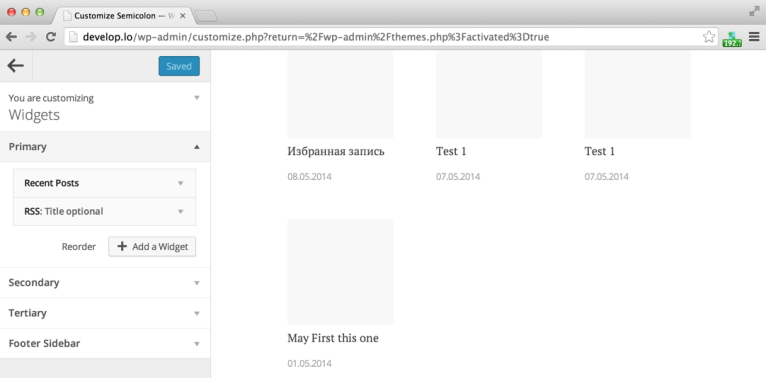 Customize Semicolon — W
develop.lo/wp-admin/customize.php?return=%2Fwp-admin%2Fthemes.php%3Factivated%3Dtrue
192.?
Saved
You are customizing
Widgets
Primary
Recent Posts
RSS: Title optional
Reorder
Add a Widget
Secondary
Tertiary
Footer Sidebar
Избранная запись
08.05.2014
Test 1
07.05.2014
Test 1
07.05.2014
May First this one
01.05.2014